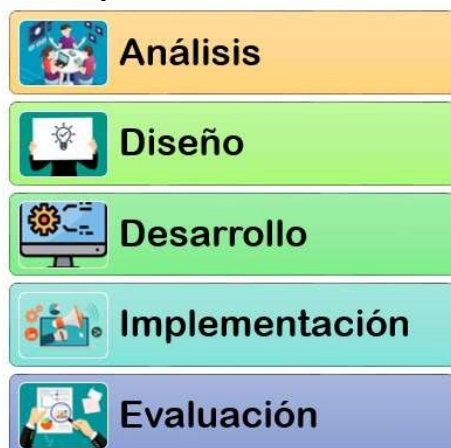 Análisis
Diseño
Desarrollo
Implementación
Evaluación